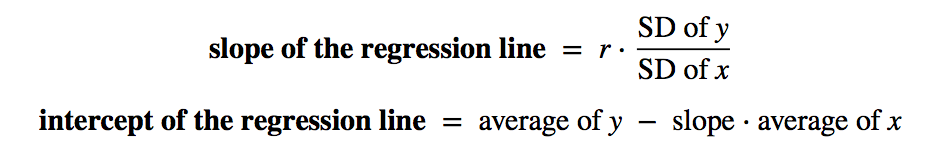 slope of the regression line = r · SD of y / SD of x
intercept of the regression line = average of y − slope · average of x